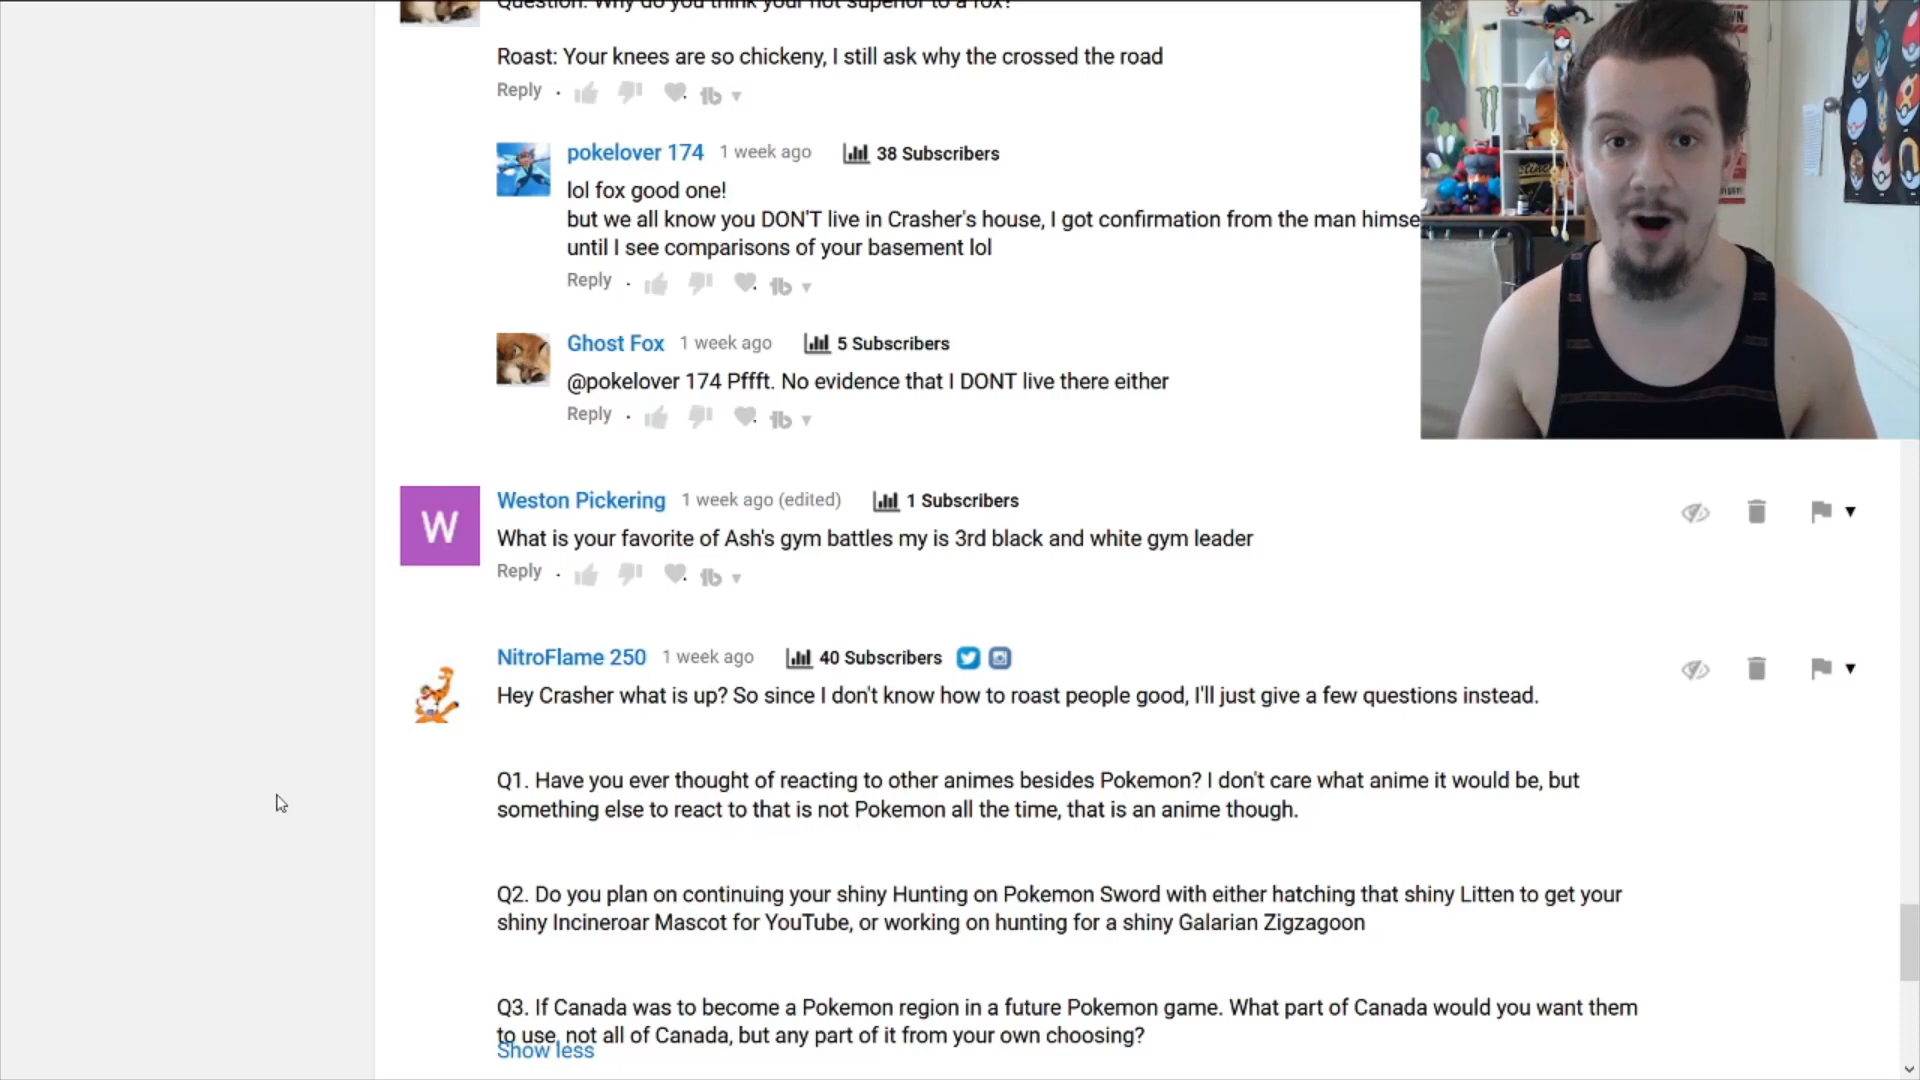 Question: Why do you think your not superior to a fox?
Roast: Your knees are so chickeny, I still ask why the crossed the road
Reply
pokelover 174 1 week ago 38 Subscribers
lol fox good one!
but we all know you DON'T live in Crasher's house, I got confirmation from the man himse
until I see comparisons of your basement lol
Reply
Ghost Fox 1 week ago 5 Subscribers
@pokelover 174 Pffft. No evidence that I DONT live there either
Reply
W
Weston Pickering 1 week ago (edited) 1 Subscribers
What is your favorite of Ash's gym battles my is 3rd black and white gym leader
Reply
NitroFlame 250 1 week ago 40 Subscribers
Hey Crasher what is up? So since I don't know how to roast people good, I'll just give a few questions instead.
Q1. Have you ever thought of reacting to other animes besides Pokemon? I don't care what anime it would be, but
something else to react to that is not Pokemon all the time, that is an anime though.
Q2. Do you plan on continuing your shiny Hunting on Pokemon Sword with either hatching that shiny Litten to get your
shiny Incineroar Mascot for YouTube, or working on hunting for a shiny Galarian Zigzagoon
Q3. If Canada was to become a Pokemon region in a future Pokemon game. What part of Canada would you want them
to use, not all of Canada, but any part of it from your own choosing?
Show less